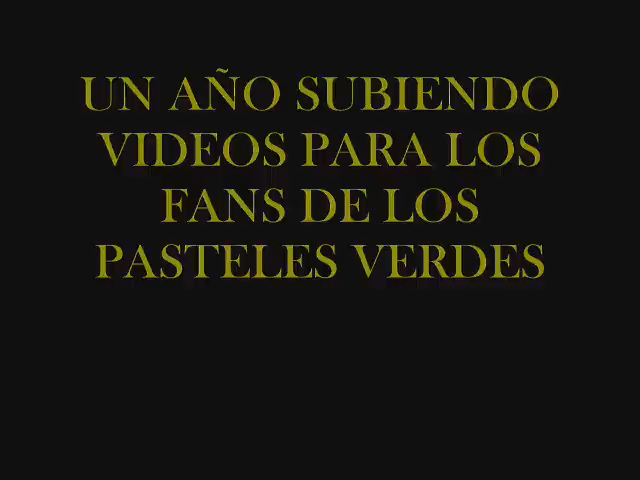 UN AÑO SUBIENDO
VIDEOS PARA LOS
FANS DE LOS
PASTELES VERDES